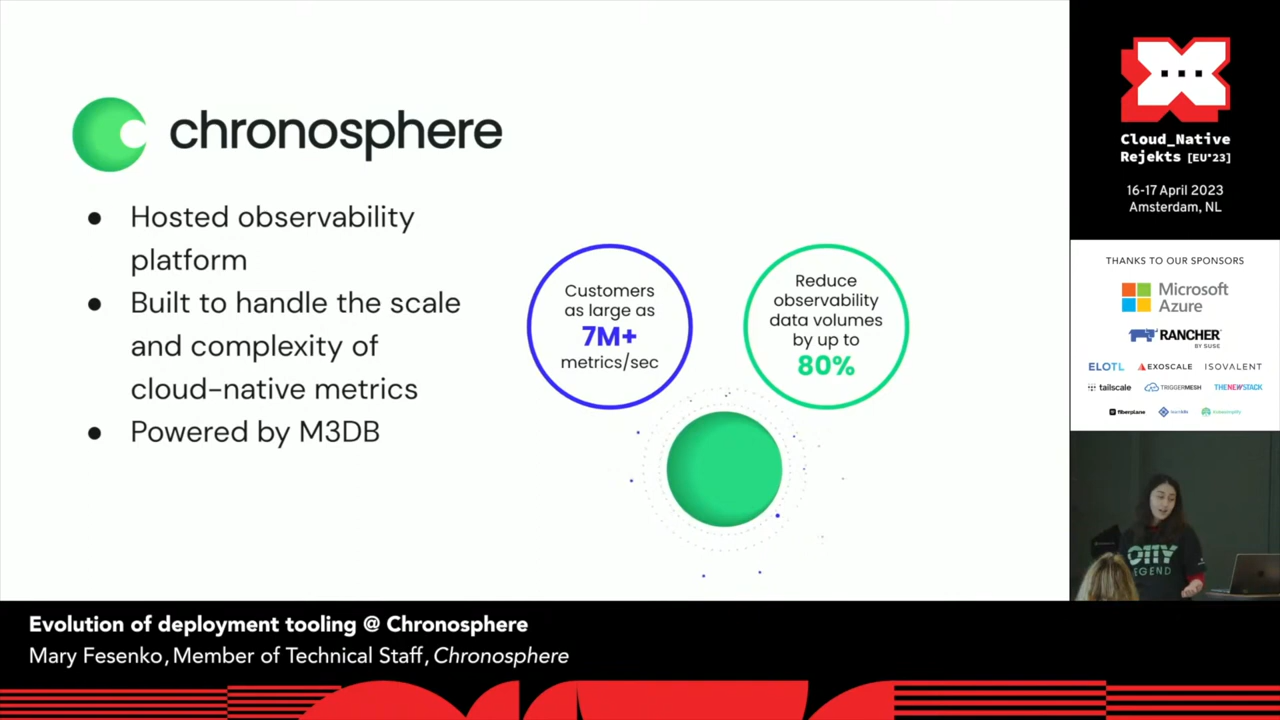 chronosphere
● Hosted observability
platform
● Built to handle the scale
and complexity of
cloud-native metrics
● Powered by M3DB
Customers
as large as
7M+
metrics/sec
Reduce
observability
data volumes
by up to
80%
Cloud_Native
Rejekts [EU'23]
16-17 April 2023
Amsterdam, NL
THANKS TO OUR SPONSORS
Microsoft
Azure
RANCHER
BY SUSE
ELOTL EXOSCALE ISOVALENT
tailscale TRIGGERMESH THENEWSTACK
fiberplane
Evolution of deployment tooling @ Chronosphere
Mary Fesenko, Member of Technical Staff, Chronosphere